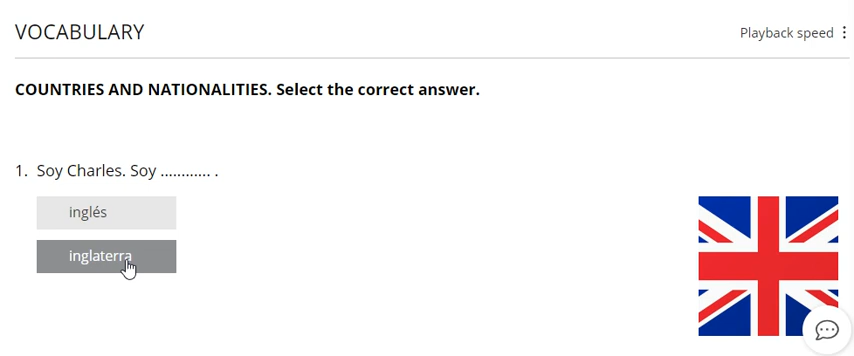 VOCABULARY
Playback speed
COUNTRIES AND NATIONALITIES. Select the correct answer.
1. Soy Charles. Soy ............ .
inglés
inglaterra